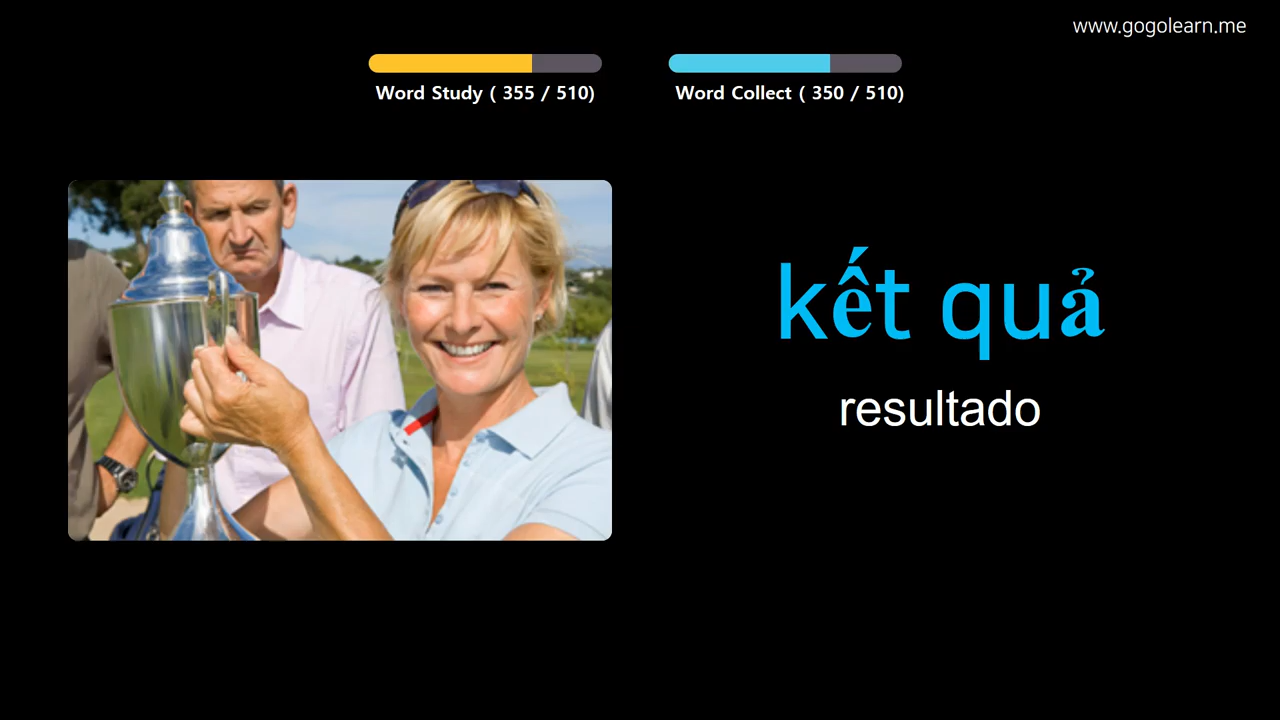 www.gogolearn.me
Word Study ( 355 / 510)
Word Collect ( 350 / 510)
kết quả
resultado